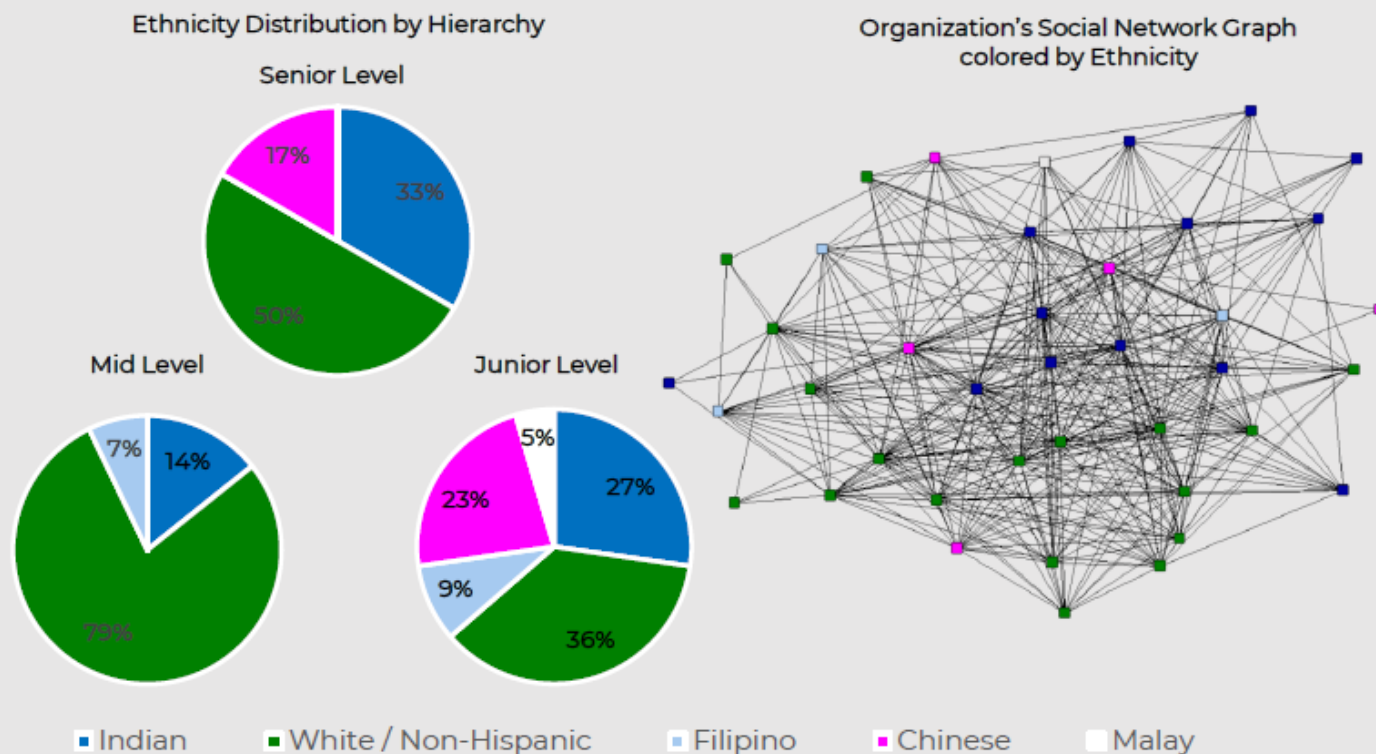 Ethnicity Distribution by Hierarchy
Senior Level
17%
33%
50%
Mid Level
7%
14%
79%
Junior Level
5%
27%
23%
9%
36%
Organization’s Social Network Graph
colored by Ethnicity
Indian
White / Non-Hispanic
Filipino
Chinese
Malay